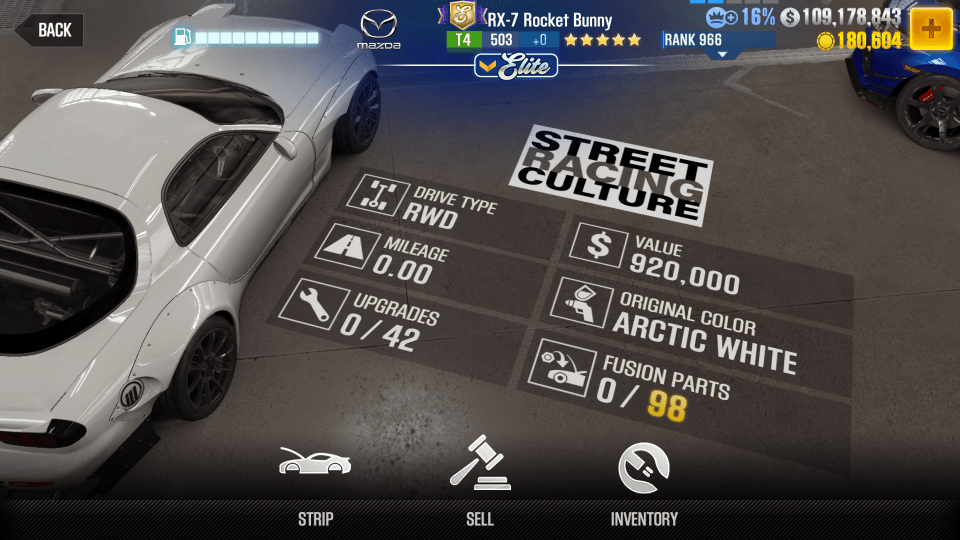 BACK
mazda
S
RX-7 Rocket Bunny
T4 503 +0
Elite
RANK 966
16%
$ 109,178,843
180,604
+
STREET
RACING
CULTURE
DRIVE TYPE
RWD
MILEAGE
0.00
UPGRADES
0 / 42
$
VALUE
920,000
ORIGINAL COLOR
ARCTIC WHITE
FUSION PARTS
0 / 98
STRIP
SELL
INVENTORY